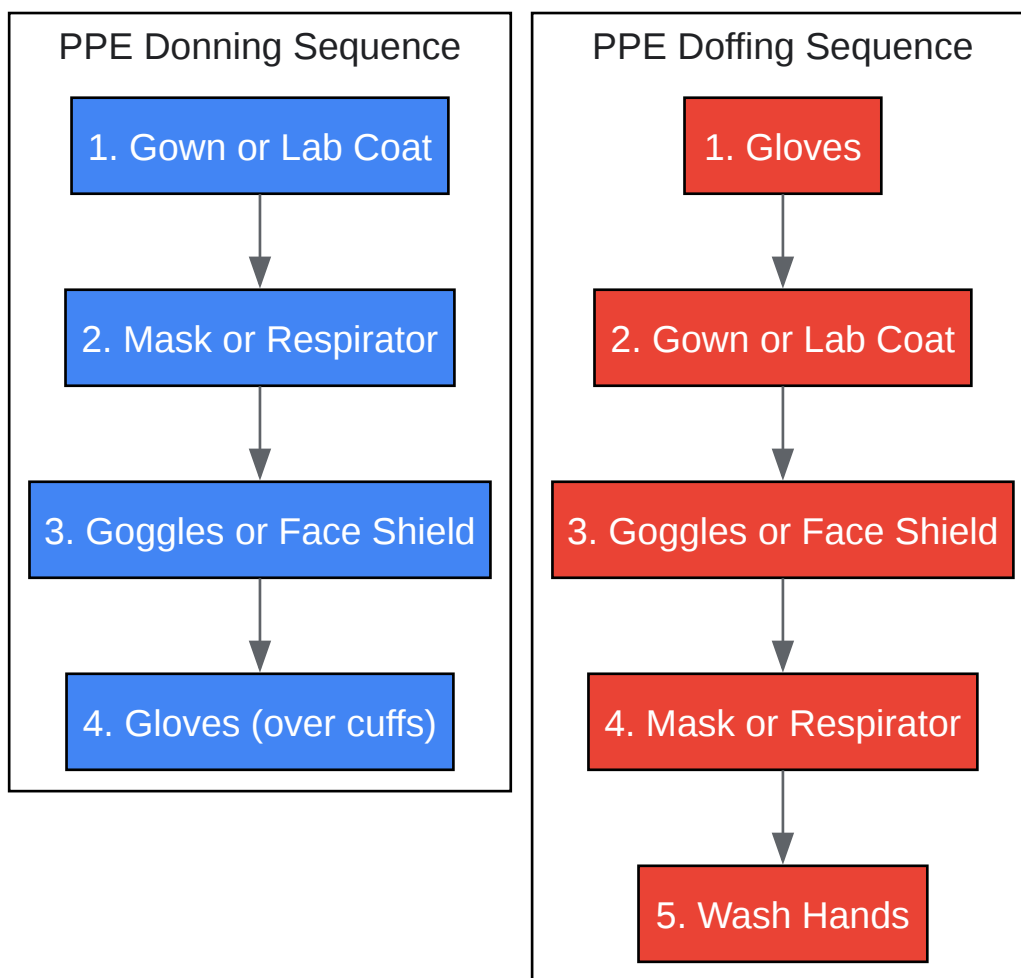 PPE Donning Sequence
1. Gown or Lab Coat
2. Mask or Respirator
3. Goggles or Face Shield
4. Gloves (over cuffs)
PPE Doffing Sequence
1. Gloves
2. Gown or Lab Coat
3. Goggles or Face Shield
4. Mask or Respirator
5. Wash Hands